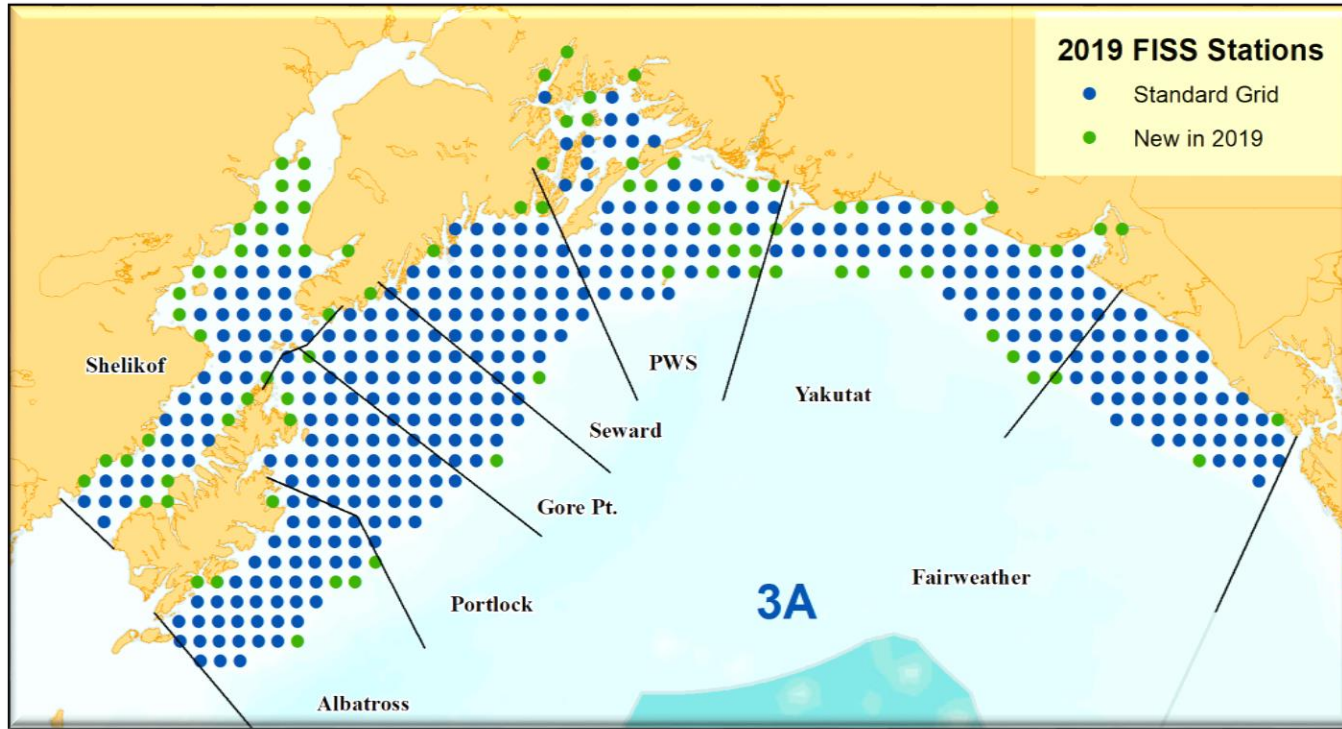 2019 FISS Stations
Standard Grid
New in 2019
Shelikof
PWS
Yakutat
Seward
Gore Pt.
Fairweather
3A
Portlock
Albatross